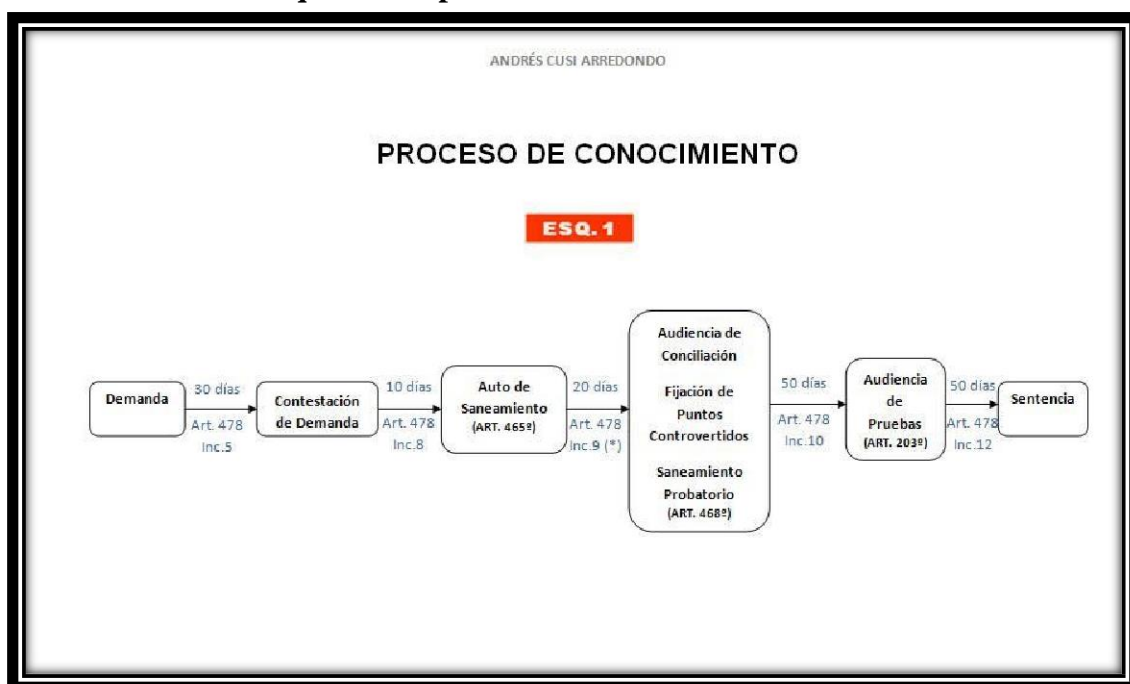 ANDRÉS CUSI ARREDONDO
PROCESO DE CONOCIMIENTO
ESQ. 1
Demanda
30 días
Art. 478
Inc.5
Contestación
de Demanda
10 días
Art. 478
Inc.8
Auto de
Saneamiento
(ART. 465º)
20 días
Art. 478
Inc.9 (*)
Audiencia de
Conciliación
Fijación de
Puntos
Controvertidos
Saneamiento
Probatorio
(ART. 468º)
50 días
Art. 478
Inc.10
Audiencia
de
Pruebas
(ART. 203º)
50 días
Art. 478
Inc.12
Sentencia